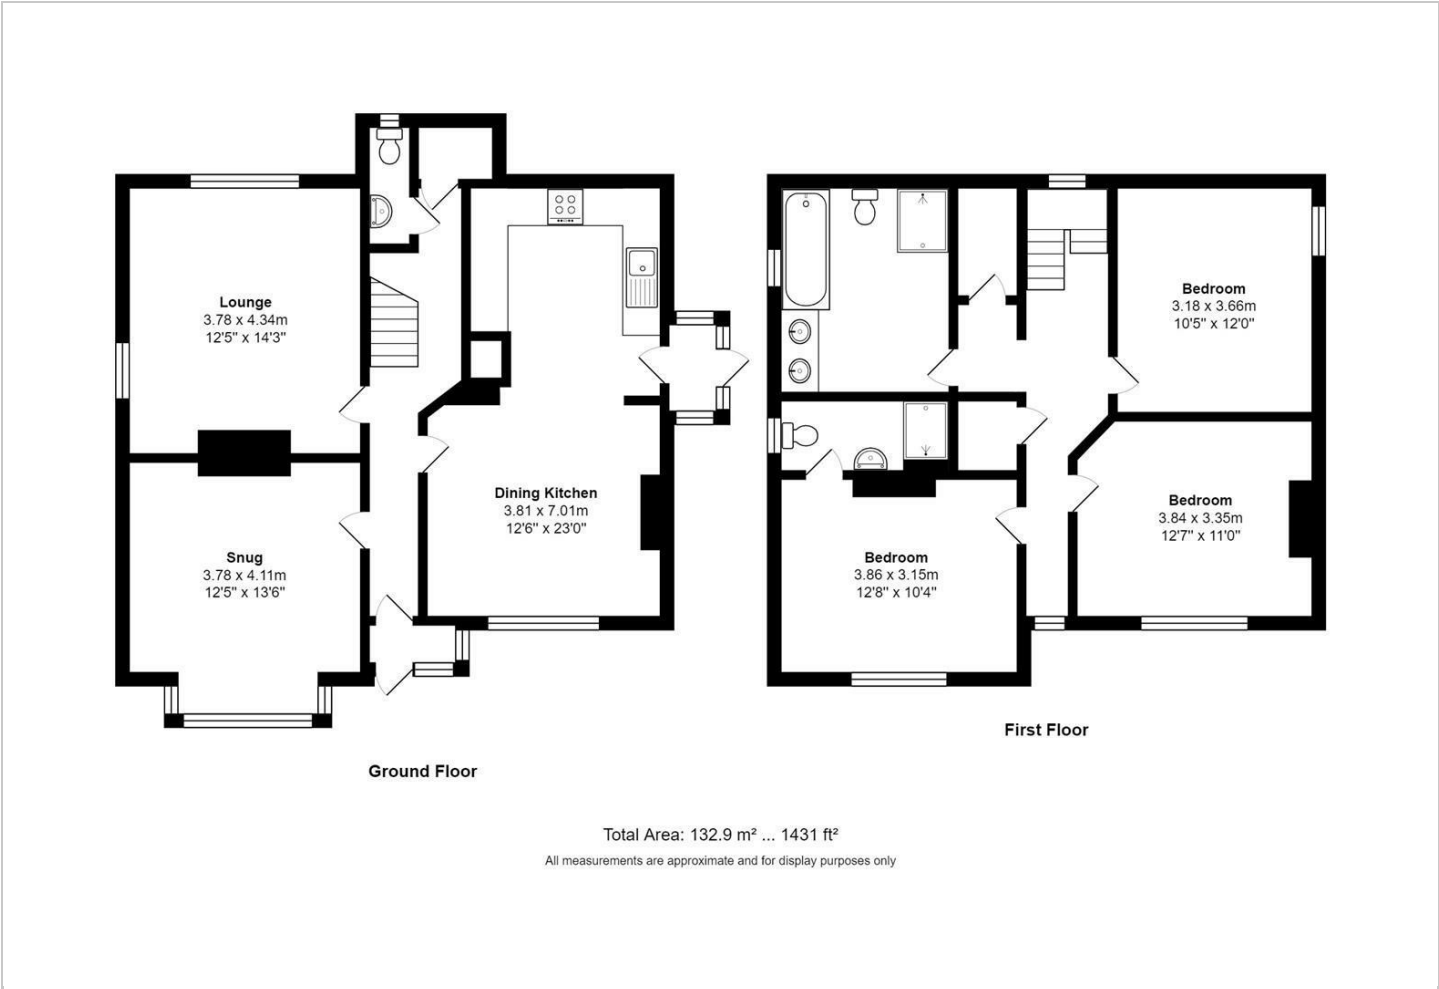 Lounge
3.78 x 4.34m
12'5" x 14'3"
Snug
3.78 x 4.11m
12'5" x 13'6"
Dining Kitchen
3.81 x 7.01m
12'6" x 23'0"
Ground Floor
Bedroom
3.18 x 3.66m
10'5" x 12'0"
Bedroom
3.84 x 3.35m
12'7" x 11'0"
Bedroom
3.86 x 3.15m
12'8" x 10'4"
First Floor
Total Area: 132.9 m² ... 1431 ft²
All measurements are approximate and for display purposes only